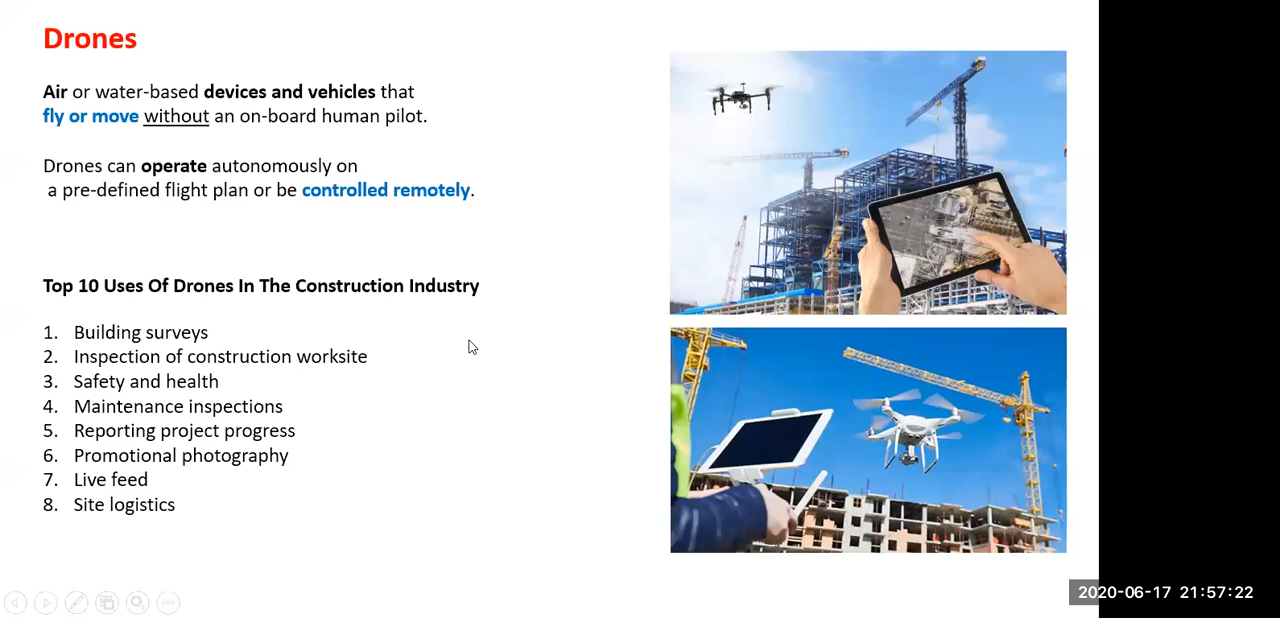 Drones
Air or water-based devices and vehicles that
fly or move without an on-board human pilot.
Drones can operate autonomously on
a pre-defined flight plan or be controlled remotely.
Top 10 Uses Of Drones In The Construction Industry
1. Building surveys
2. Inspection of construction worksite
3. Safety and health
4. Maintenance inspections
5. Reporting project progress
6. Promotional photography
7. Live feed
8. Site logistics
2020-06-17 21:57:22